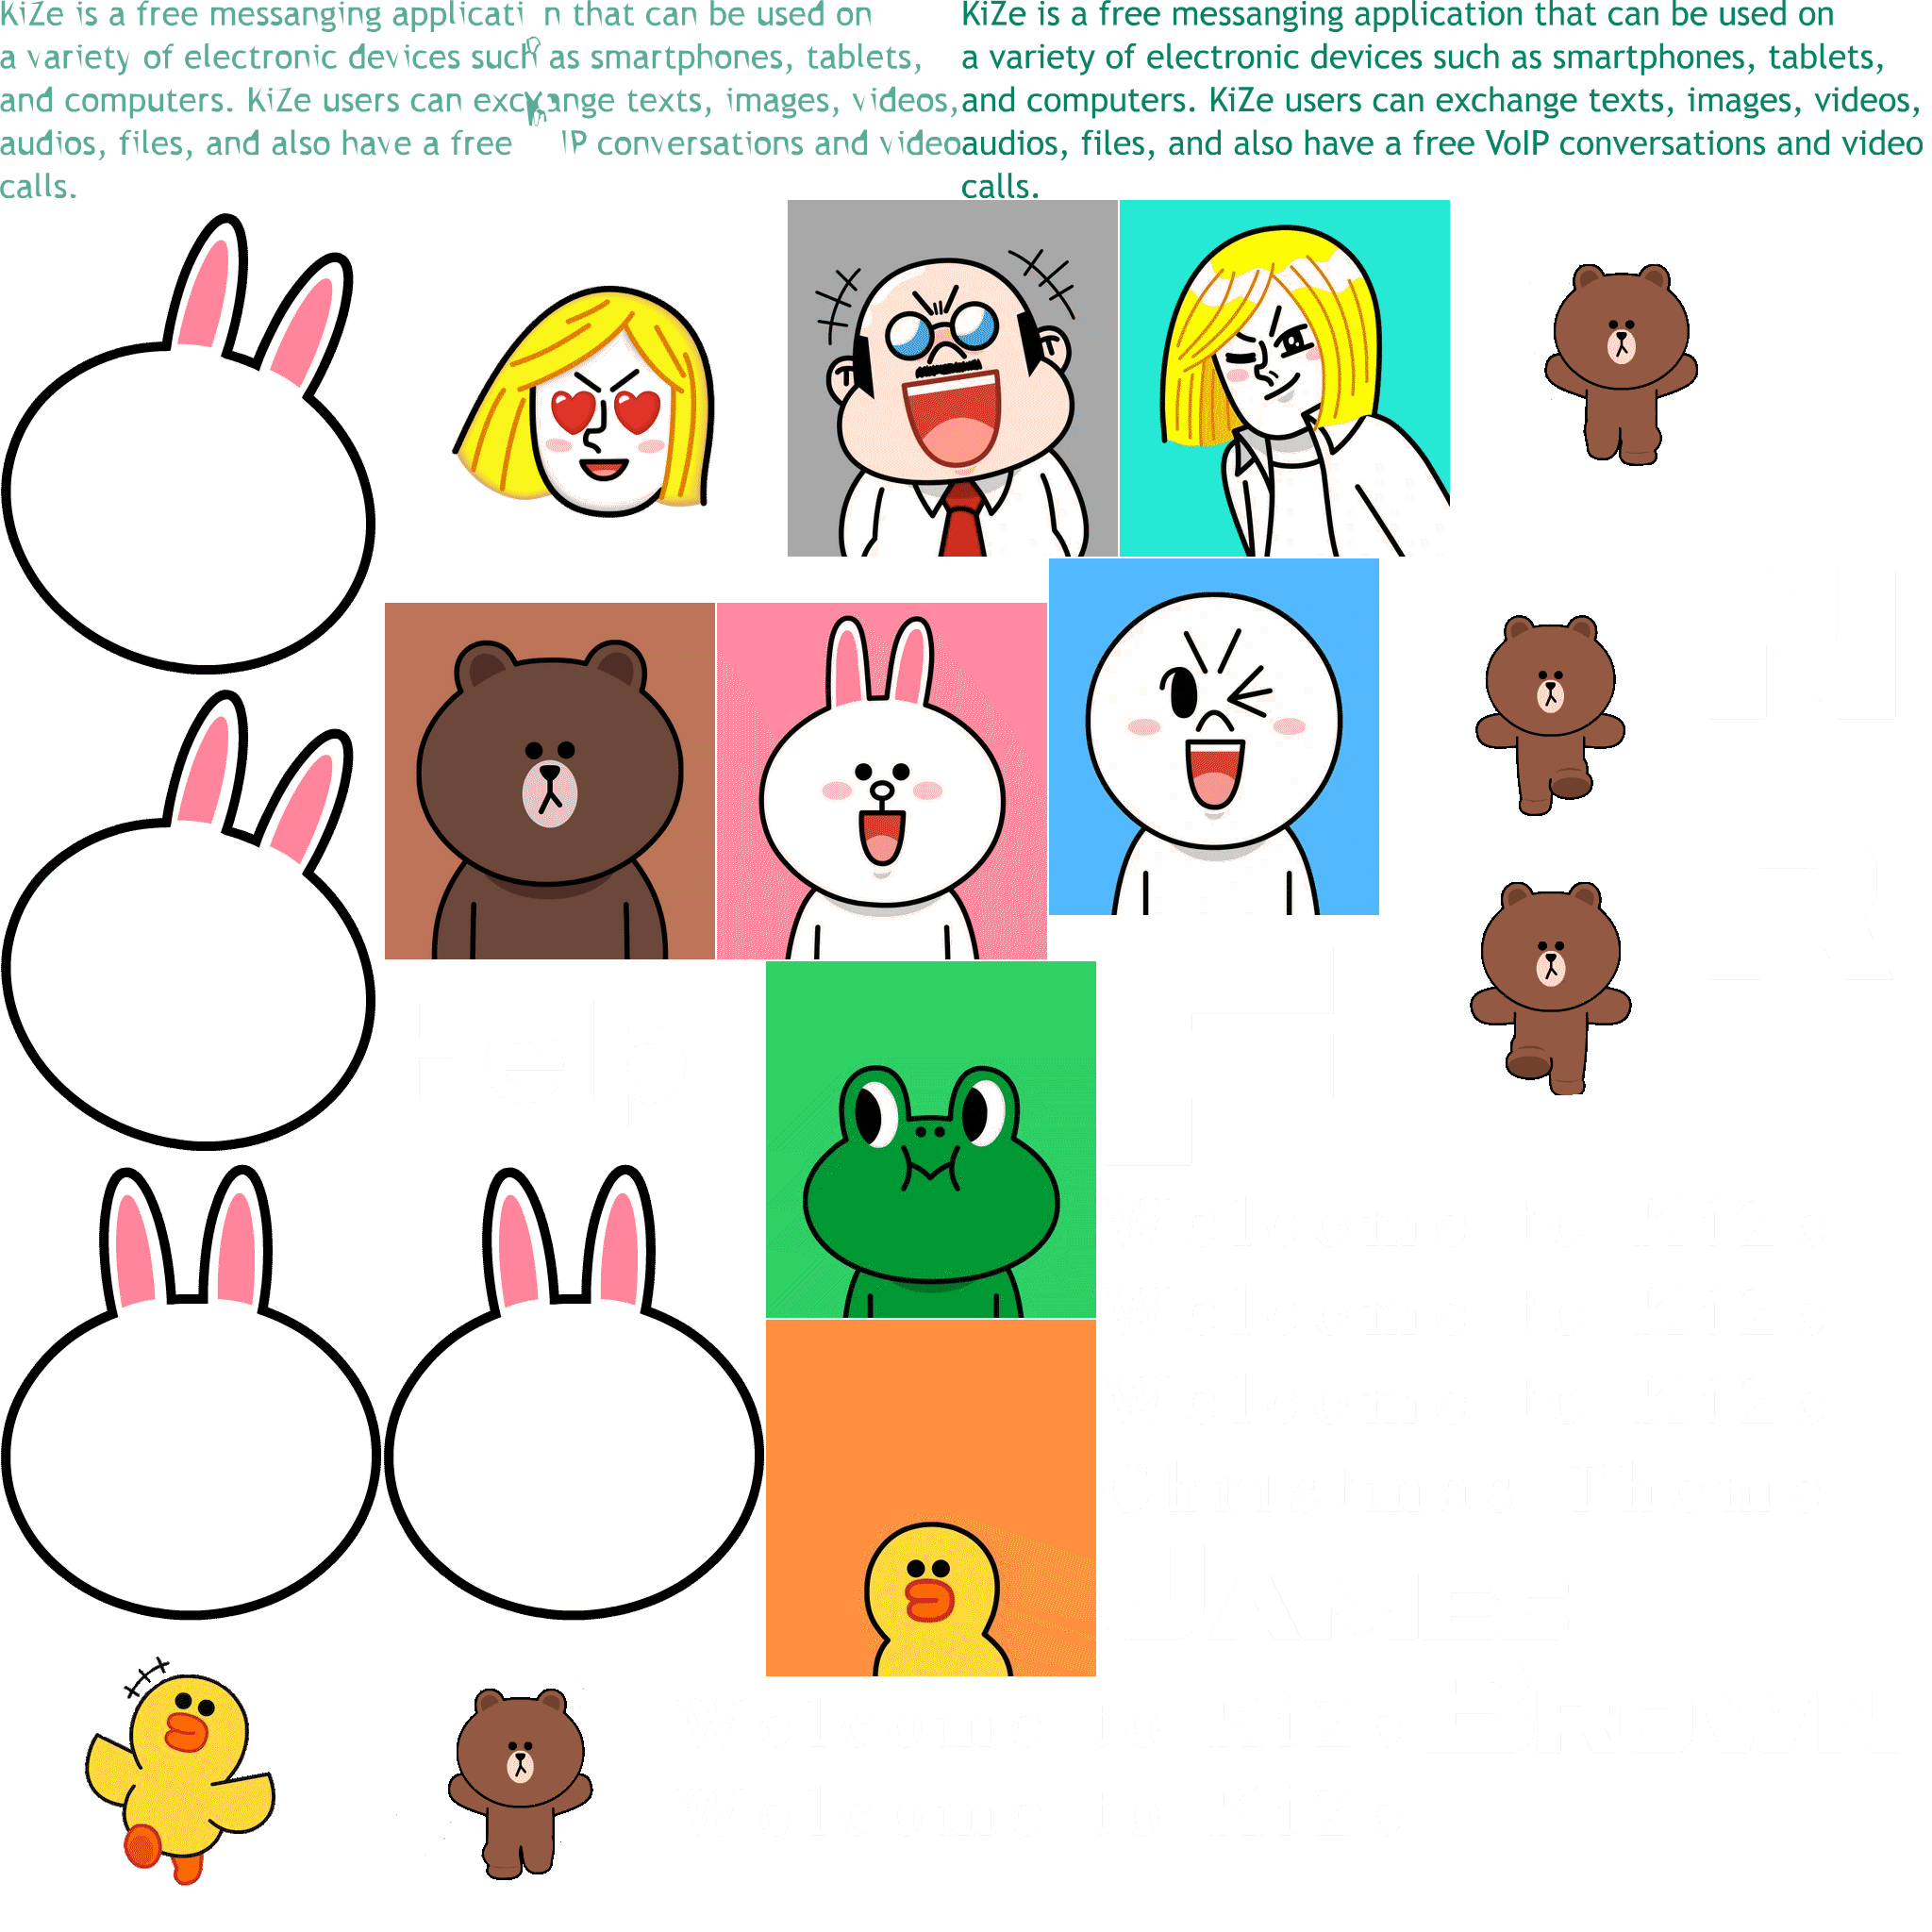 KiZe is a free messanging applicati n that can be used on
a variety of electronic devices such as smartphones, tablets,
and computers. KiZe users can texts, images, videos,
audios, files, and also have a free IP conversations and video
calls.
KiZe is a free messanging application that can be used on
a variety of electronic devices such as smartphones, tablets,
and computers. KiZe users can exchange texts, images, videos,
audios, files, and also have a free VoIP conversations and video
calls.